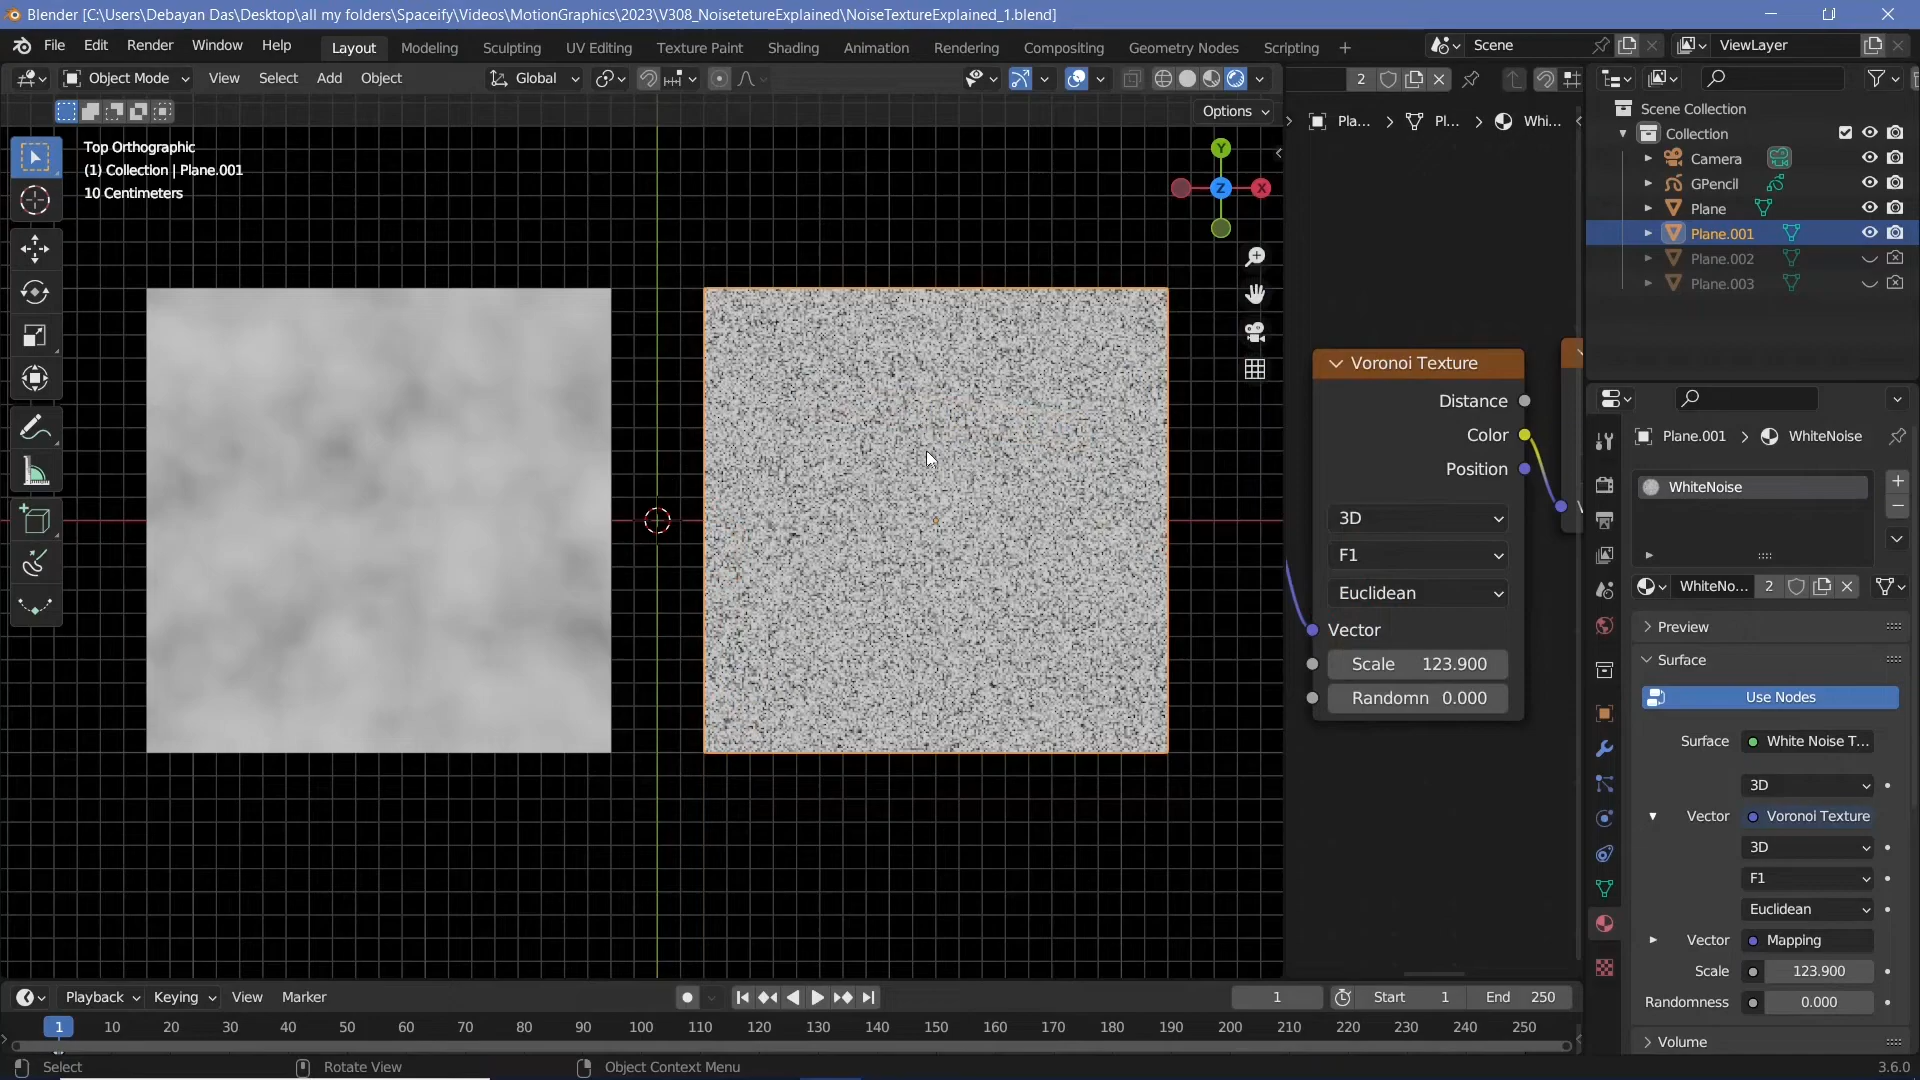 Blender [C:\Users\Debayan Das\Desktop\all my folders\Spaceify\Videos\MotionGraphics\2023\V308_NoisetetureExplained\NoiseTextureExplained_1.blend]
File Edit Render Window Help Layout Modeling Sculpting UV Editing Texture Paint Shading Animation Rendering Compositing Geometry Nodes Scripting + Scene ViewLayer
Object Mode View Select Add Object Global 2
Options
Pla... > Pl... > Whi...
Top Orthographic
(1) Collection | Plane.001
10 Centimeters
Y
Z
X
Scene Collection
Collection
Camera
GPencil
Plane
Plane.001
Plane.002
Plane.003
Voronoi Texture
Distance
Color
Position
3D
F1
Euclidean
Vector
Scale 123.900
Randomn 0.000
Plane.001 > WhiteNoise
WhiteNoise
WhiteNo... 2
Preview
Surface
Use Nodes
Surface White Noise T...
3D
Vector Voronoi Texture
3D
F1
Euclidean
Vector Mapping
Scale 123.900
Randomness 0.000
Volume
Playback Keying View Marker 1 Start 1 End 250
1 10 20 30 40 50 60 70 80 90 100 110 120 130 140 150 160 170 180 190 200 210 220 230 240 250
Select Rotate View Object Context Menu 3.6.0